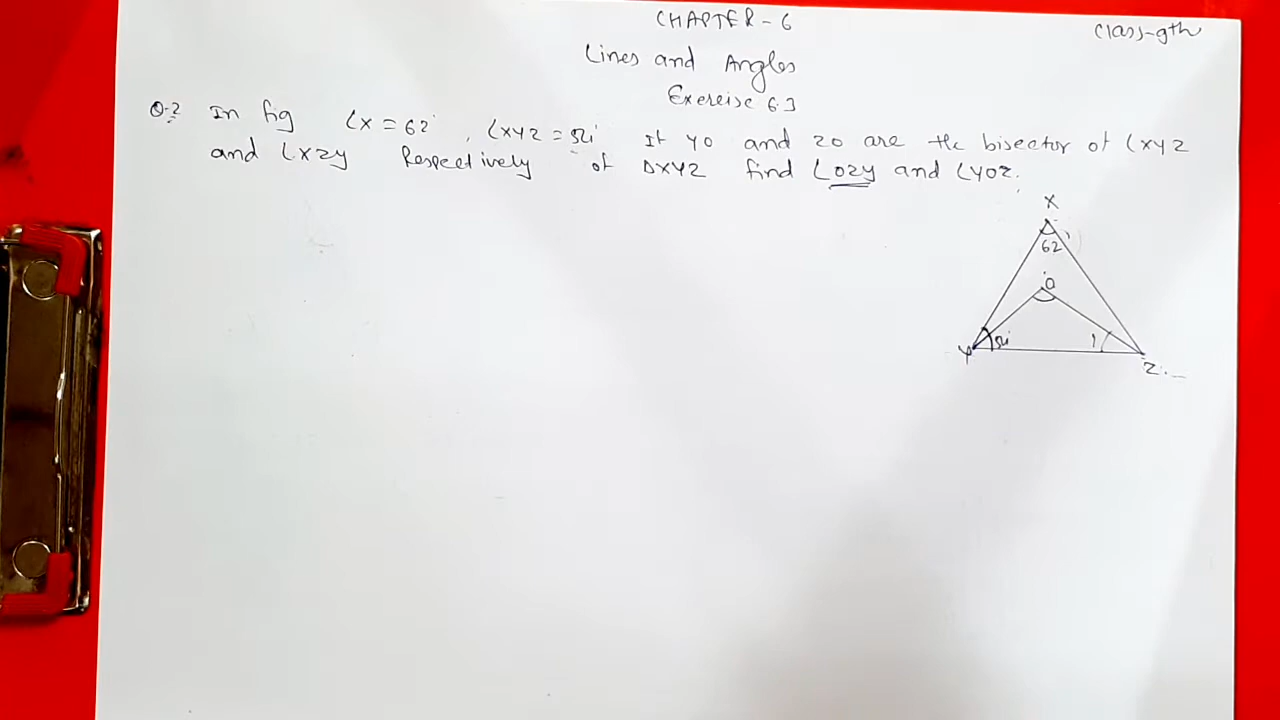 CHAPTER-6
Class-9th
Lines and Angles
Exercise 6.3
Q.2 In fig ∠X = 62°, ∠XYZ = 54° If YO and ZO are the bisector of ∠XYZ
and ∠XZY Respectively of ΔXYZ find ∠OZY and ∠YOZ.
X
62
O
Y
54°
Z